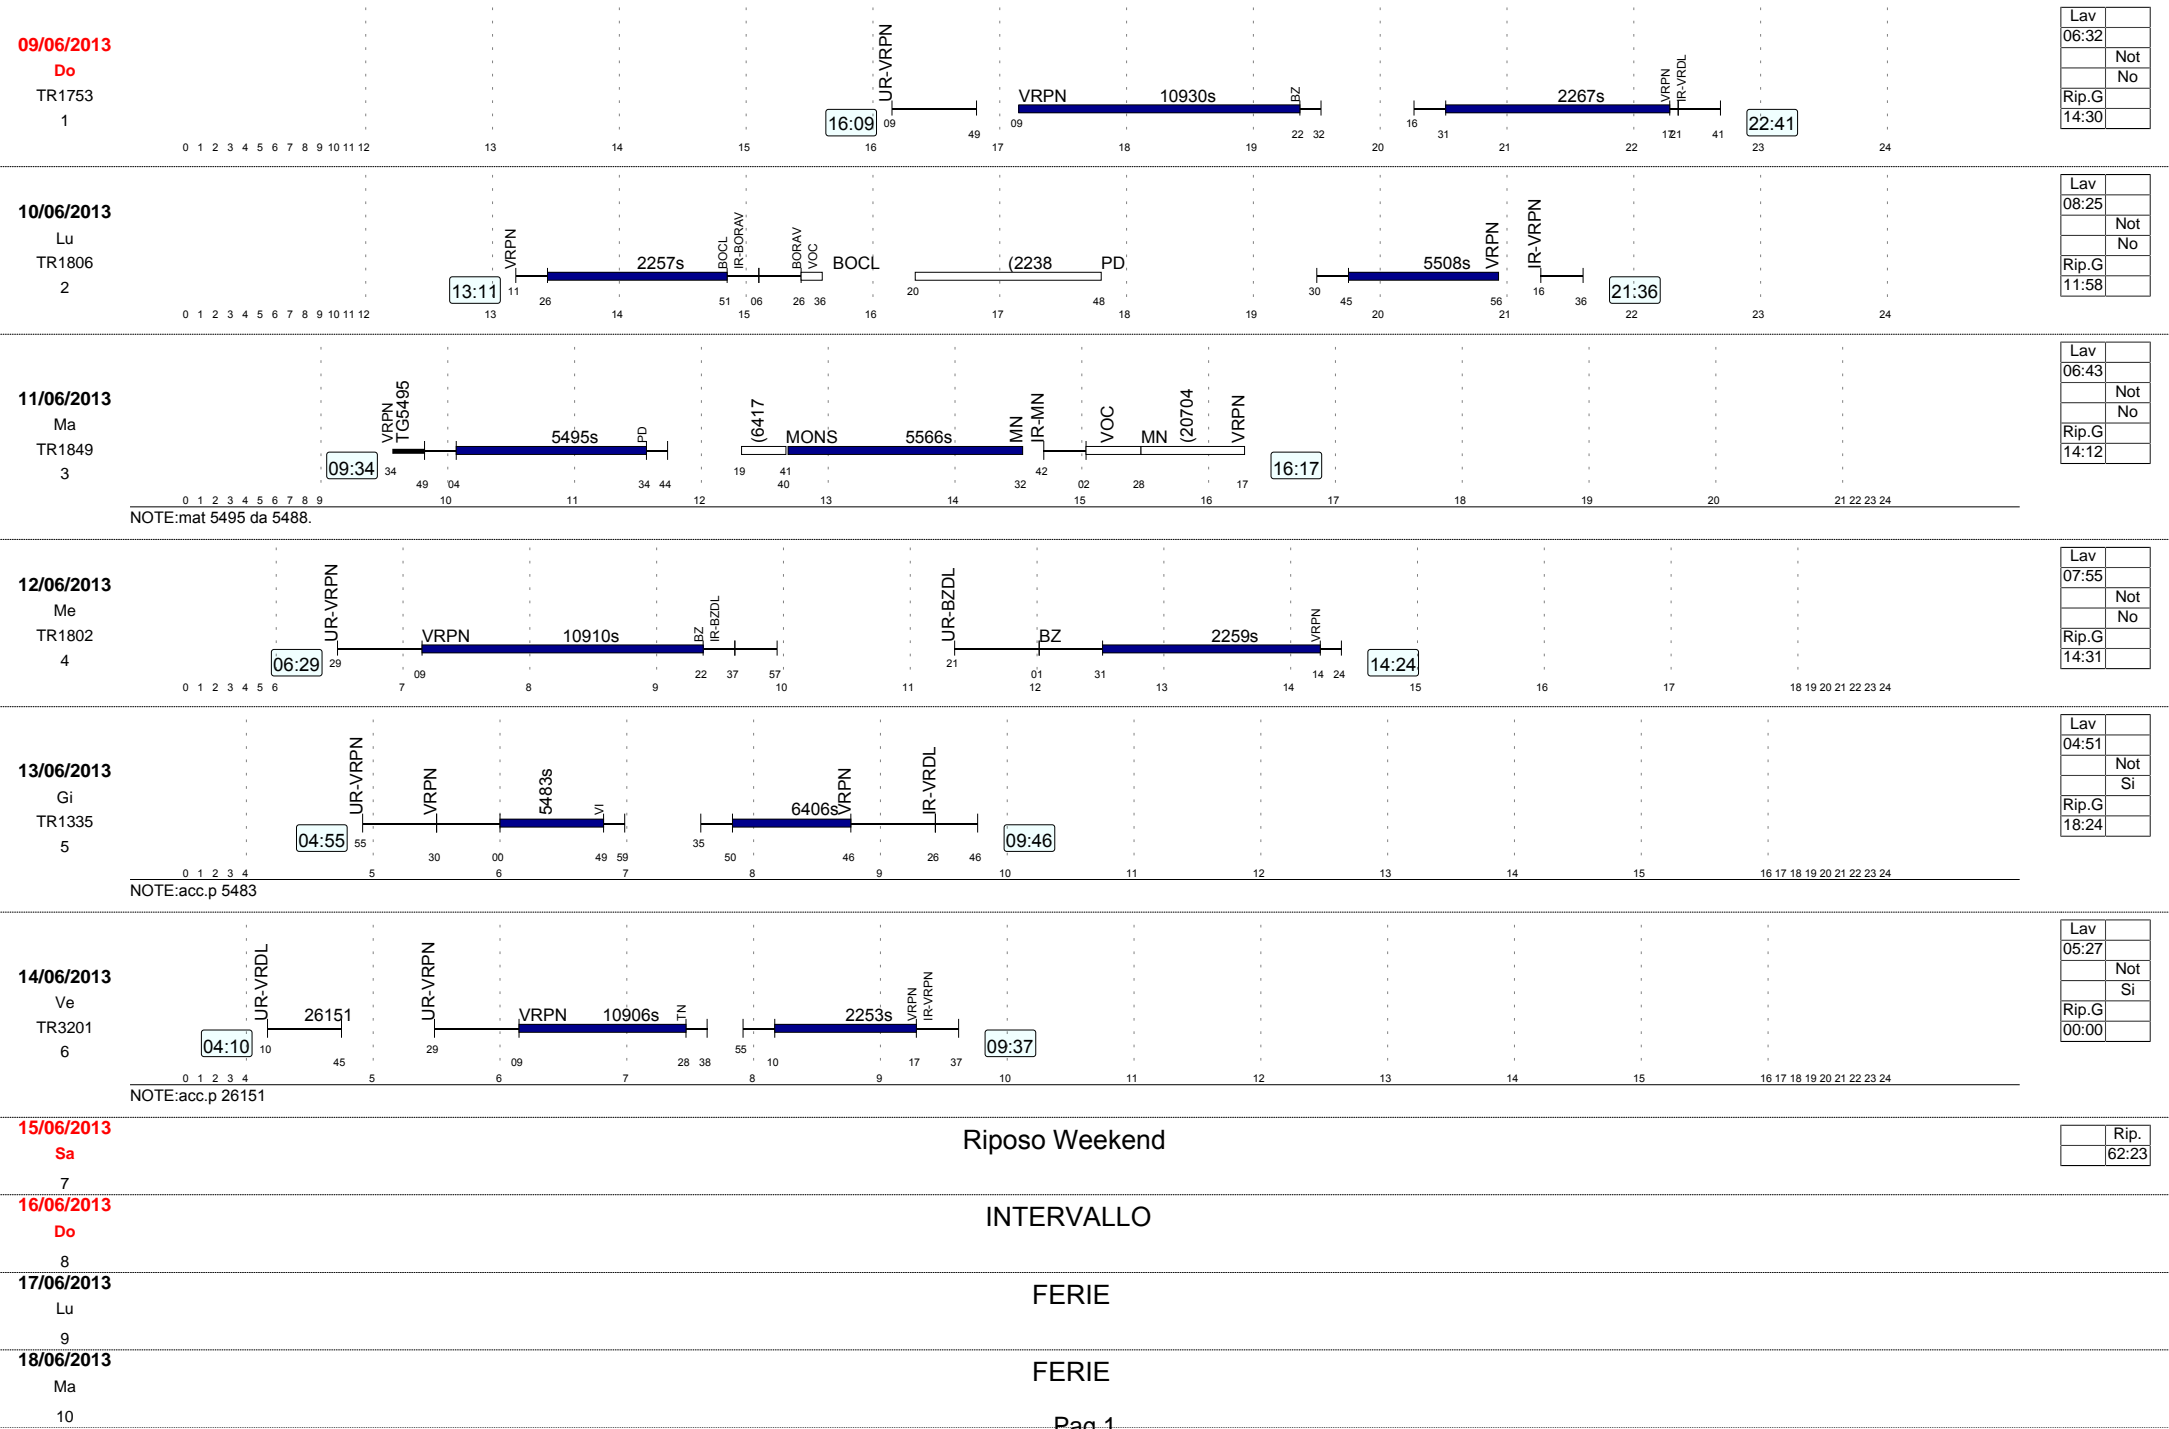 09/06/2013
Do
TR1753
1
UR-VRPN
VRPN 10930s BZ
2267s VRPN IR-VRDL
16:09 09 49 09 22 32 16 31 17 21 41 22:41
0 1 2 3 4 5 6 7 8 9 10 11 12 13 14 15 16 17 18 19 20 21 22 23 24
Lav
06:32
Not
No
Rip.G
14:30
10/06/2013
Lu
TR1806
2
VRPN 2257s BOCL IR-BORAV BORAV VOC BOCL (2238 PD 5508s VRPN IR-VRPN
13:11 11 26 51 06 26 36 20 48 30 45 56 16 36 21:36
0 1 2 3 4 5 6 7 8 9 10 11 12 13 14 15 16 17 18 19 20 21 22 23 24
Lav
08:25
Not
No
Rip.G
11:58
11/06/2013
Ma
TR1849
3
VRPN TG5495 5495s PD (6417 MONS 5566s MN IR-MN VOC MN (20704 VRPN
09:34 34 49 04 34 44 19 41 40 32 42 02 28 17 16:17
0 1 2 3 4 5 6 7 8 9 10 11 12 13 14 15 16 17 18 19 20 21 22 23 24
NOTE:mat 5495 da 5488.
Lav
06:43
Not
No
Rip.G
14:12
12/06/2013
Me
TR1802
4
UR-VRPN VRPN 10910s BZ IR-BZDL UR-BZDL BZ 2259s VRPN
06:29 29 09 22 37 57 21 01 31 14 24 14:24
0 1 2 3 4 5 6 7 8 9 10 11 12 13 14 15 16 17 18 19 20 21 22 23 24
Lav
07:55
Not
No
Rip.G
14:31
13/06/2013
Gi
TR1335
5
UR-VRPN VRPN 5483s VI 6406s VRPN IR-VRDL
04:55 55 30 00 49 59 35 50 46 26 46 09:46
0 1 2 3 4 5 6 7 8 9 10 11 12 13 14 15 16 17 18 19 20 21 22 23 24
NOTE:acc.p 5483
Lav
04:51
Not
Si
Rip.G
18:24
14/06/2013
Ve
TR3201
6
UR-VRDL 26151 UR-VRPN VRPN 10906s TN 2253s VRPN IR-VRPN
04:10 10 45 29 09 28 38 55 10 17 37 09:37
0 1 2 3 4 5 6 7 8 9 10 11 12 13 14 15 16 17 18 19 20 21 22 23 24
NOTE:acc.p 26151
Lav
05:27
Not
Si
Rip.G
00:00
15/06/2013
Sa
7
Riposo Weekend
Rip.
62:23
16/06/2013
Do
8
INTERVALLO
17/06/2013
Lu
9
FERIE
18/06/2013
Ma
10
FERIE
Pag.1